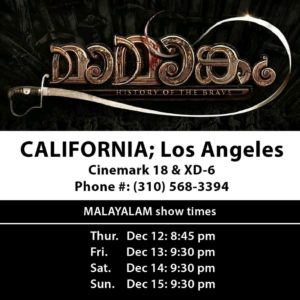 മാമാങ്കം
HISTORY OF THE BRAVE
CALIFORNIA; Los Angeles
Cinemark 18 & XD-6
Phone #: (310) 568-3394
MALAYALAM show times
Thur. Dec 12: 8:45 pm
Fri. Dec 13: 9:30 pm
Sat. Dec 14: 9:30 pm
Sun. Dec 15: 9:30 pm